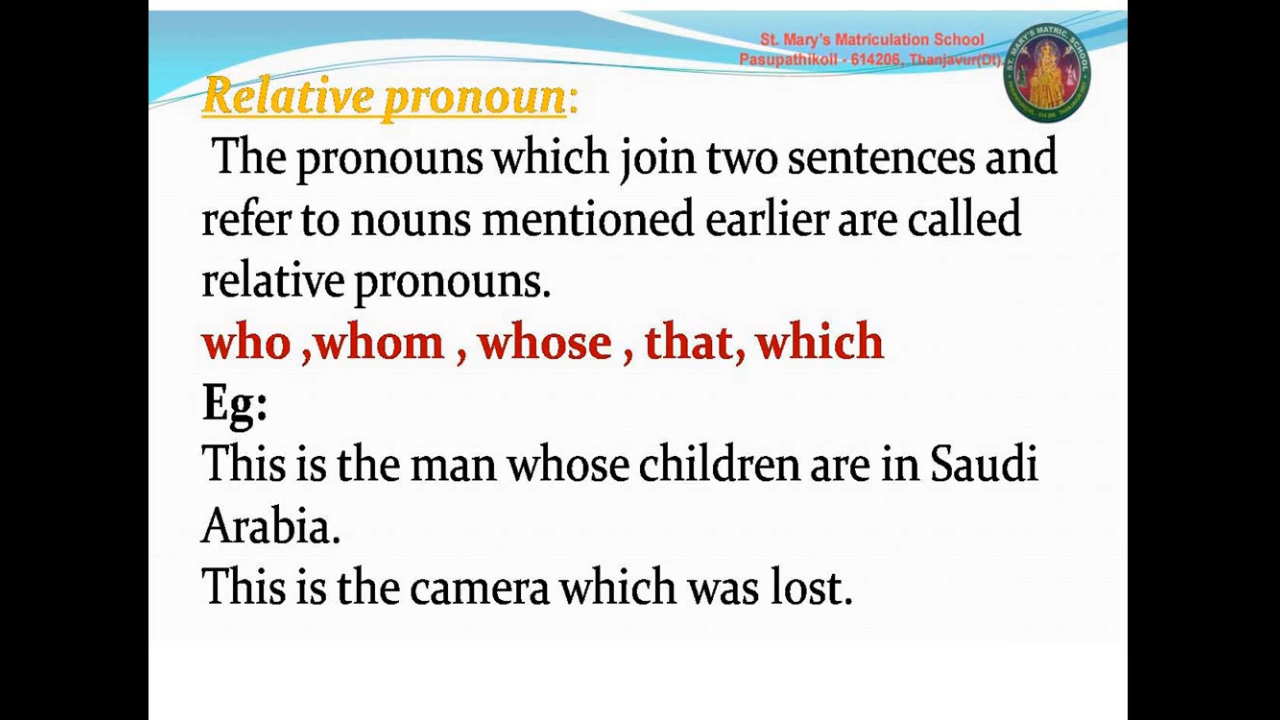 St. Mary's Matriculation School
Pasupathikoil - 614206, Thanjavur(Dt).
Relative pronoun:
The pronouns which join two sentences and
refer to nouns mentioned earlier are called
relative pronouns.
who ,whom , whose , that, which
Eg:
This is the man whose children are in Saudi
Arabia.
This is the camera which was lost.